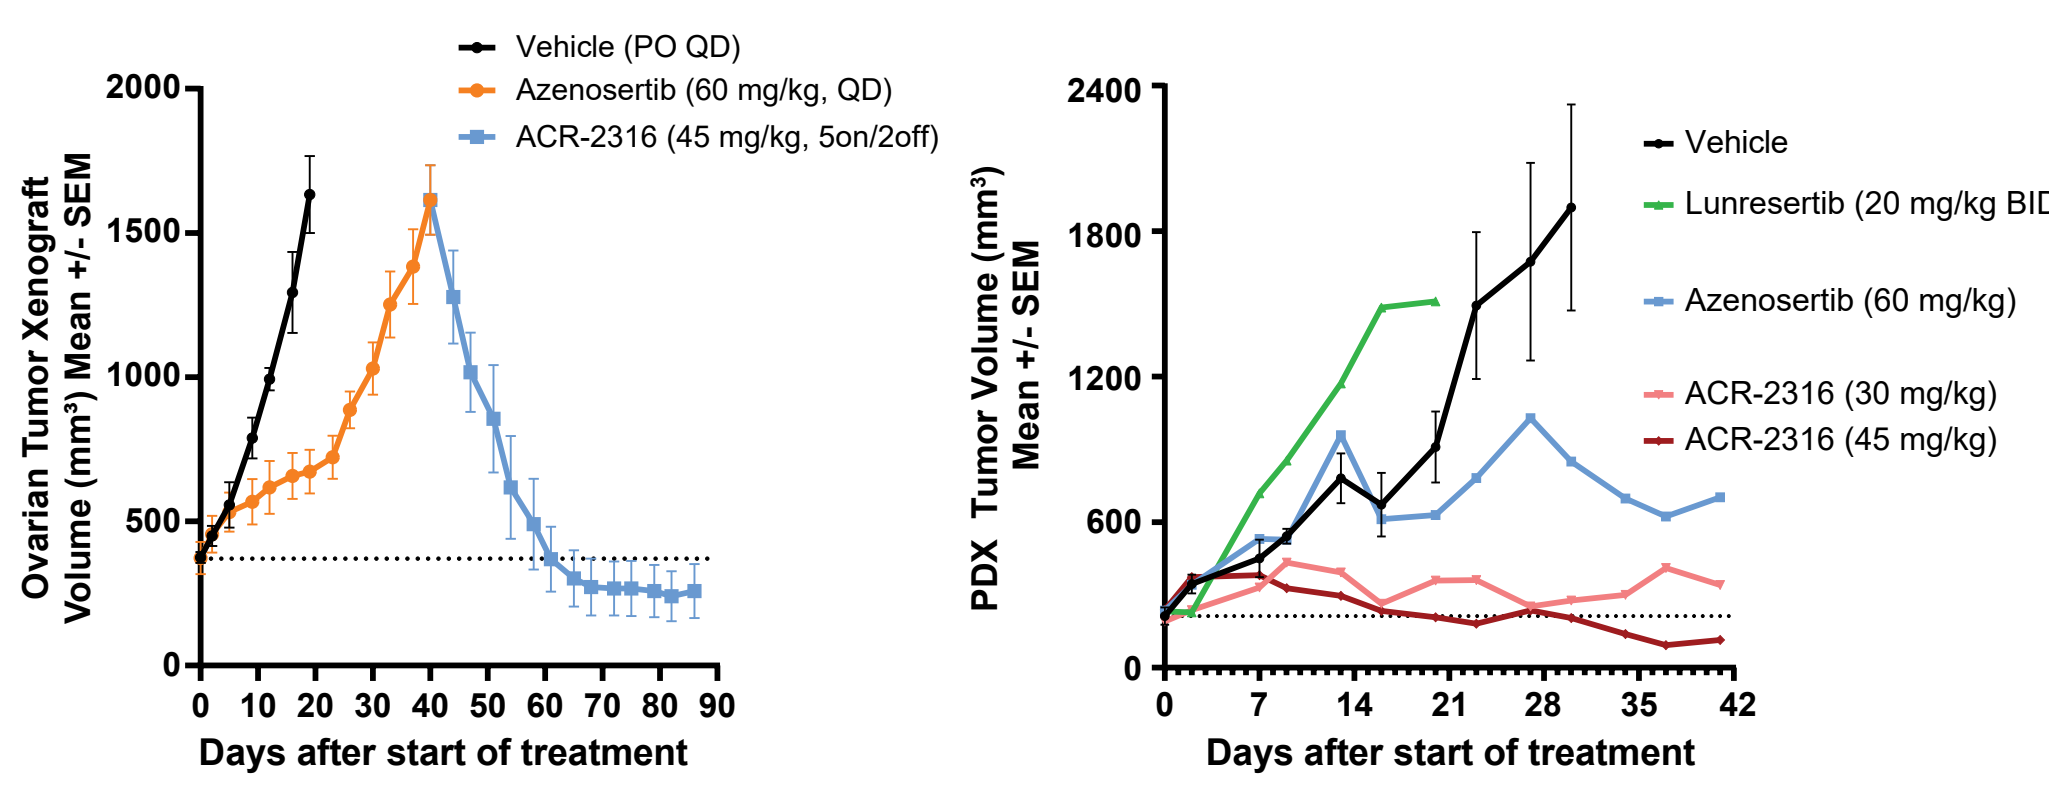 Vehicle (PO QD)
Azenosertib (60 mg/kg, QD)
ACR-2316 (45 mg/kg, 5on/2off)
Ovarian Tumor Xenograft
Volume (mm³) Mean +/- SEM
2000
1500
1000
500
0
0 10 20 30 40 50 60 70 80 90
Days after start of treatment
Vehicle
Lunresertib (20 mg/kg BID
Azenosertib (60 mg/kg)
ACR-2316 (30 mg/kg)
ACR-2316 (45 mg/kg)
PDX Tumor Volume (mm³)
Mean +/- SEM
2400
1800
1200
600
0
0 7 14 21 28 35 42
Days after start of treatment